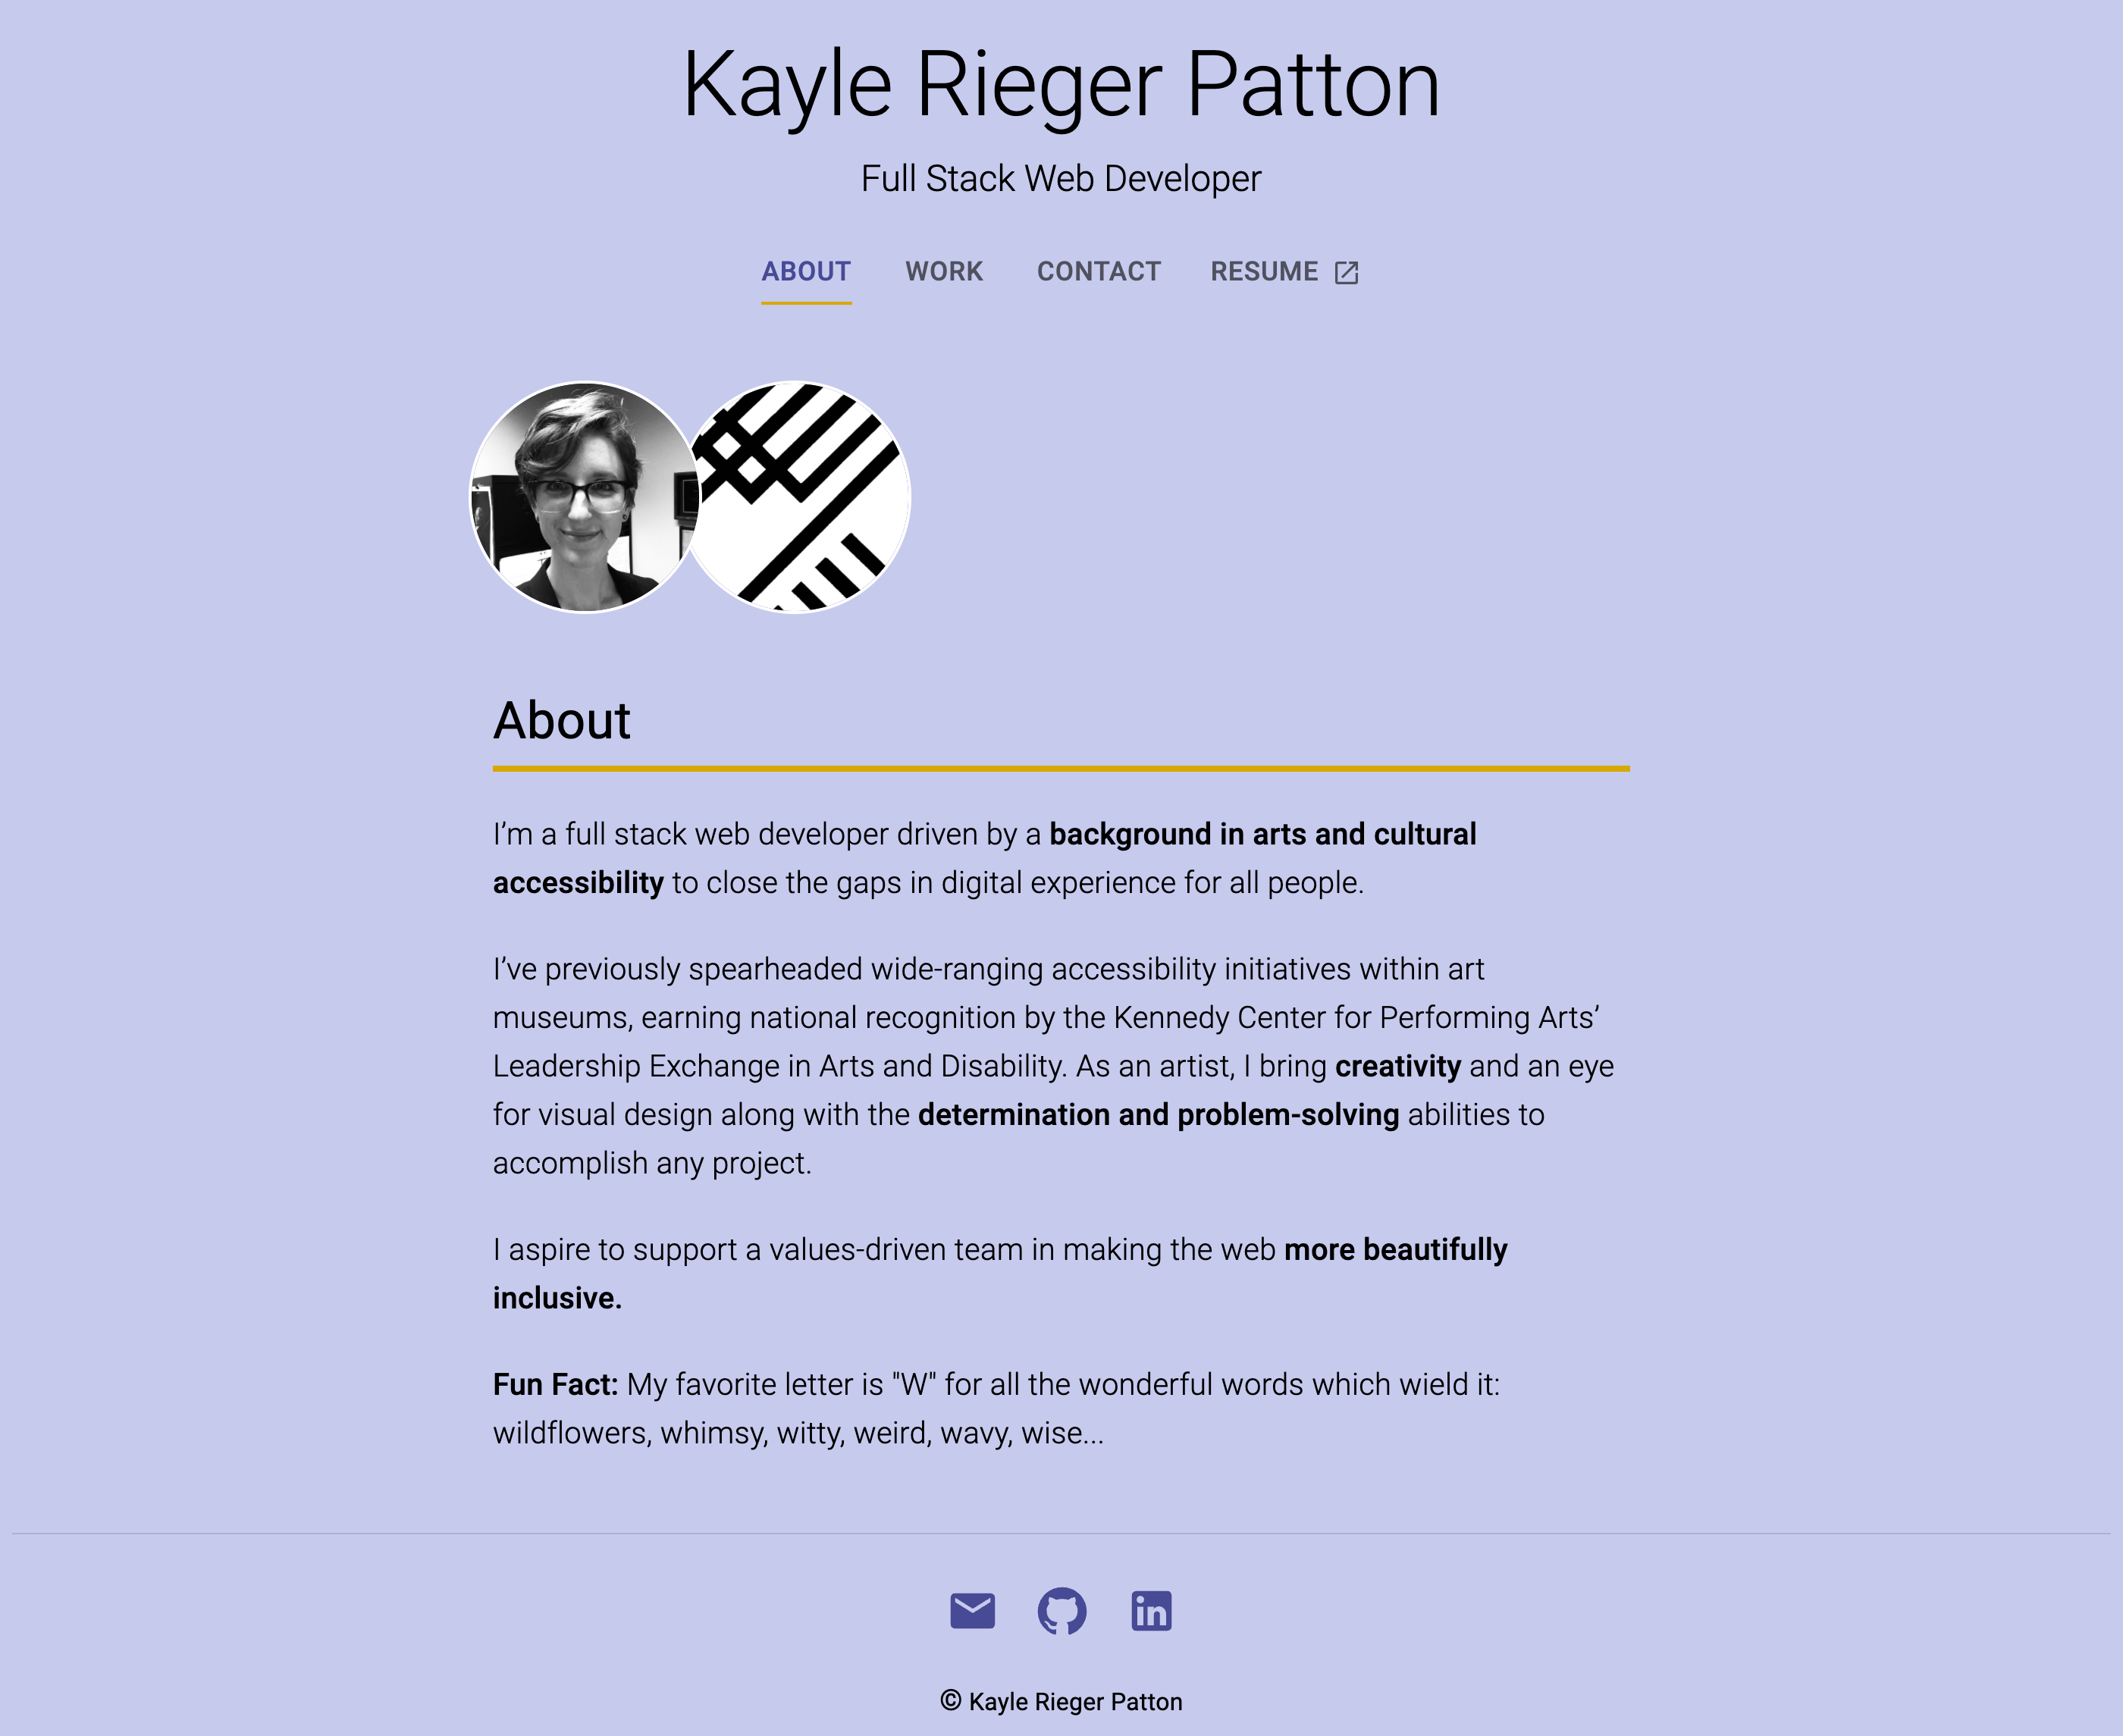 Kayle Rieger Patton
Full Stack Web Developer
ABOUT WORK CONTACT RESUME
About
I’m a full stack web developer driven by a background in arts and cultural
accessibility to close the gaps in digital experience for all people.
I’ve previously spearheaded wide-ranging accessibility initiatives within art
museums, earning national recognition by the Kennedy Center for Performing Arts’
Leadership Exchange in Arts and Disability. As an artist, I bring creativity and an eye
for visual design along with the determination and problem-solving abilities to
accomplish any project.
I aspire to support a values-driven team in making the web more beautifully
inclusive.
Fun Fact: My favorite letter is "W" for all the wonderful words which wield it:
wildflowers, whimsy, witty, weird, wavy, wise...
in
© Kayle Rieger Patton